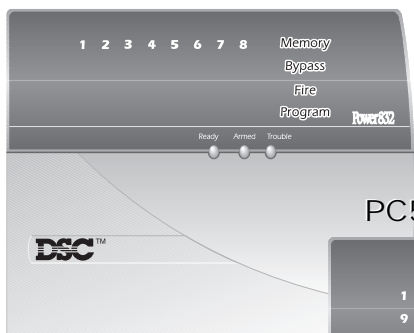 1 2 3 4 5 6 7 8 Memory
Bypass
Fire
Program Power832
Ready Armed Trouble
DSC™
1
9